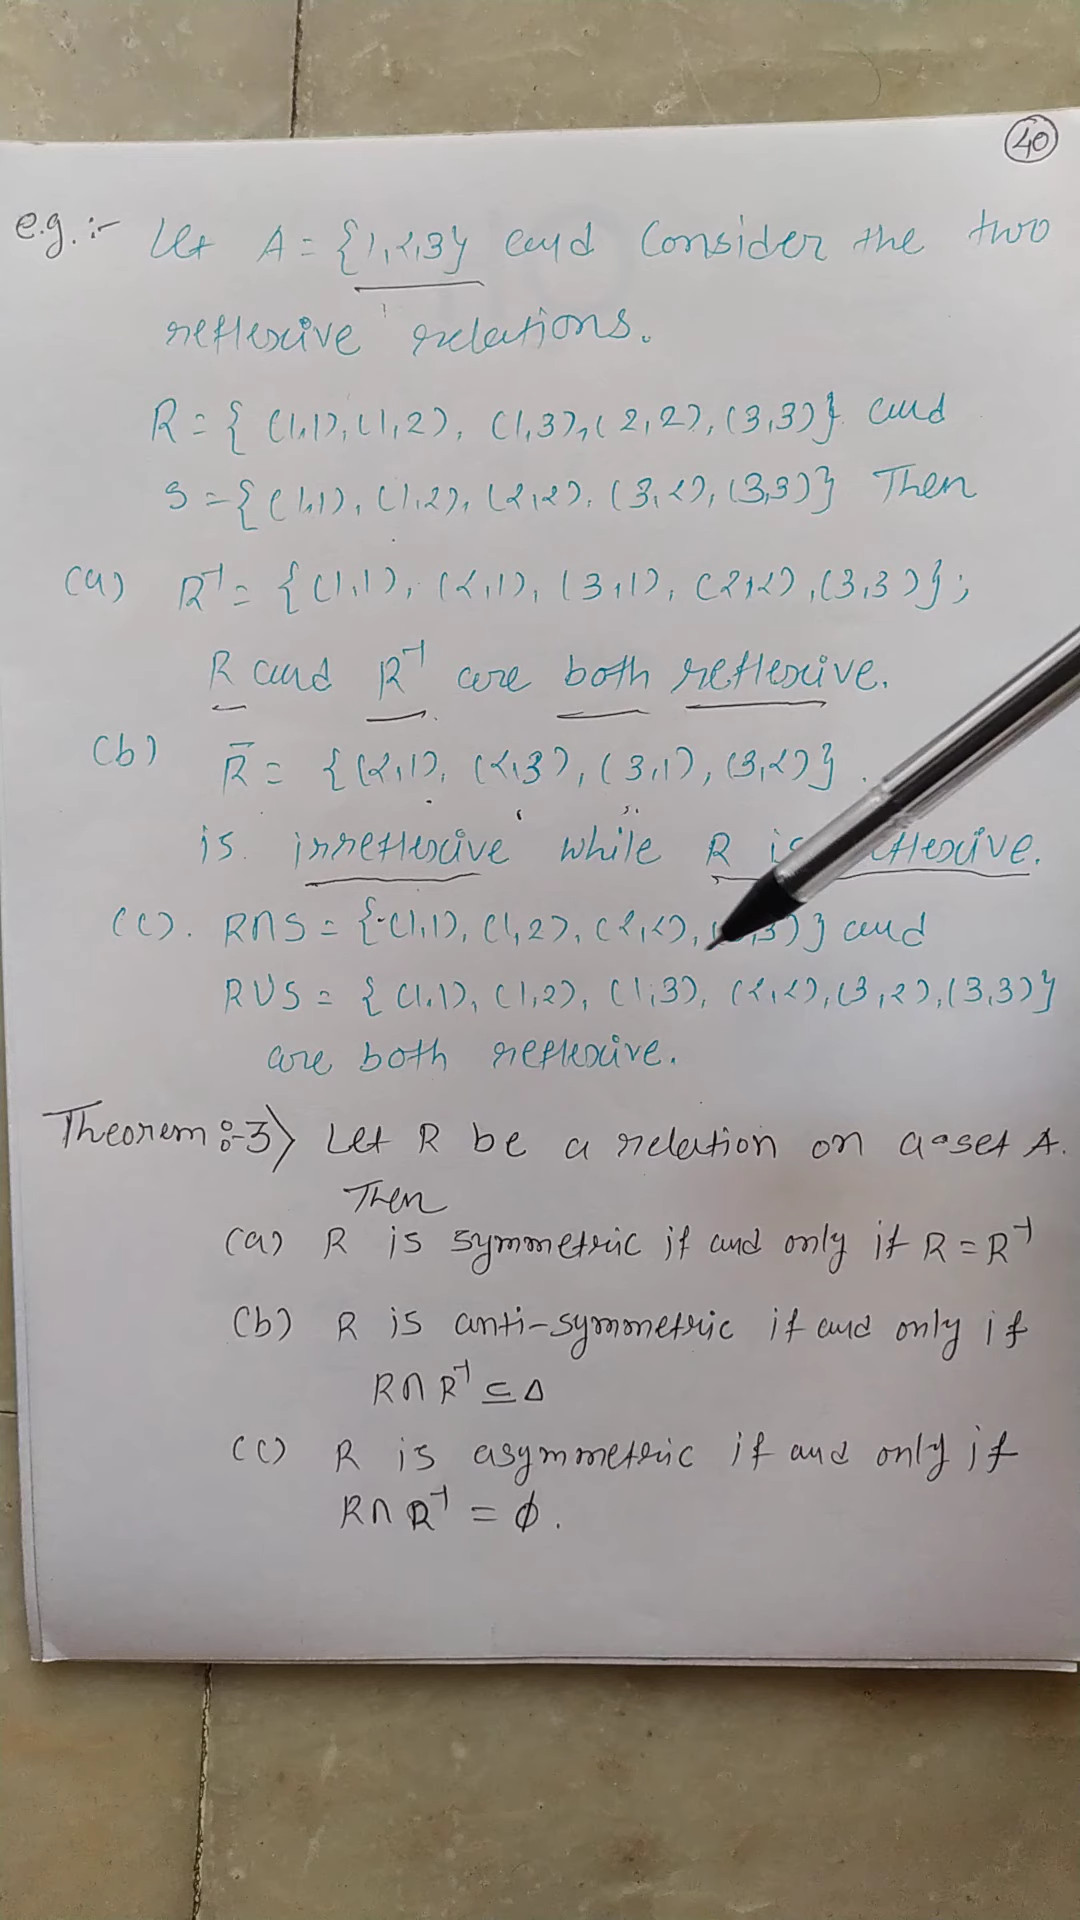 40
e.g. :- Let A = {1,2,3} and Consider the two
reflexive relations.
R = { (1,1), (1,2), (1,3), (2,2), (3,3)} and
S = { (1,1), (1,2), (2,2), (3,2), (3,3)} Then
(a) R⁻¹ = { (1,1), (2,1), (3,1), (2,2), (3,3)};
R and R⁻¹ are both reflexive.
(b) R̅ = {(2,1), (2,3), (3,1), (3,2)}
is irreflexive while R is
(c). R∩S = {(1,1), (1,2), (2,2), and
R∪S = { (1,1), (1,2), (1,3), (2,2), (3,2), (3,3)}
are both reflexive.
Theorem :-3) Let R be a relation on a set A.
Then
(a) R is symmetric if and only if R = R⁻¹
(b) R is anti-symmetric if and only if
R∩R⁻¹ ⊆ Δ
(c) R is asymmetric if and only if
R∩R⁻¹ = ϕ.